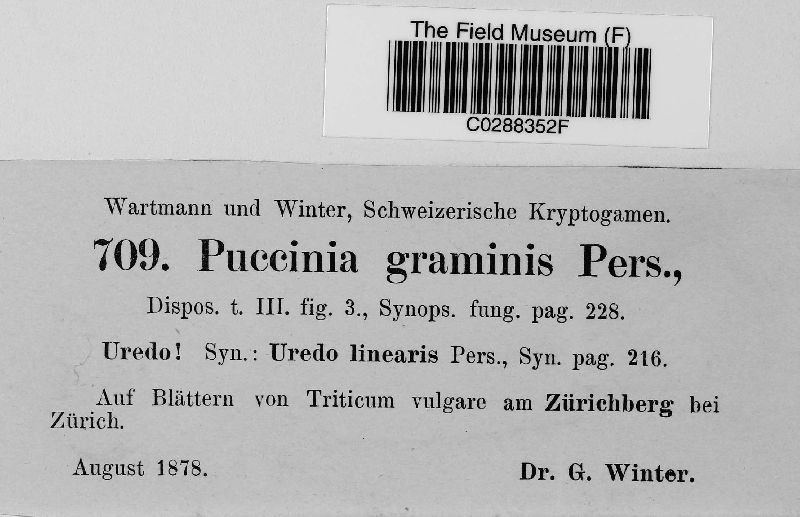 The Field Museum (F)
C0288352F
Wartmann und Winter, Schweizerische Kryptogamen.
709. Puccinia graminis Pers.,
Dispos. t. III. fig. 3., Synops. fung. pag. 228.
Uredo! Syn.: Uredo linearis Pers., Syn. pag. 216.
Auf Blättern von Triticum vulgare am Zürichberg bei
Zürich.
August 1878. Dr. G. Winter.